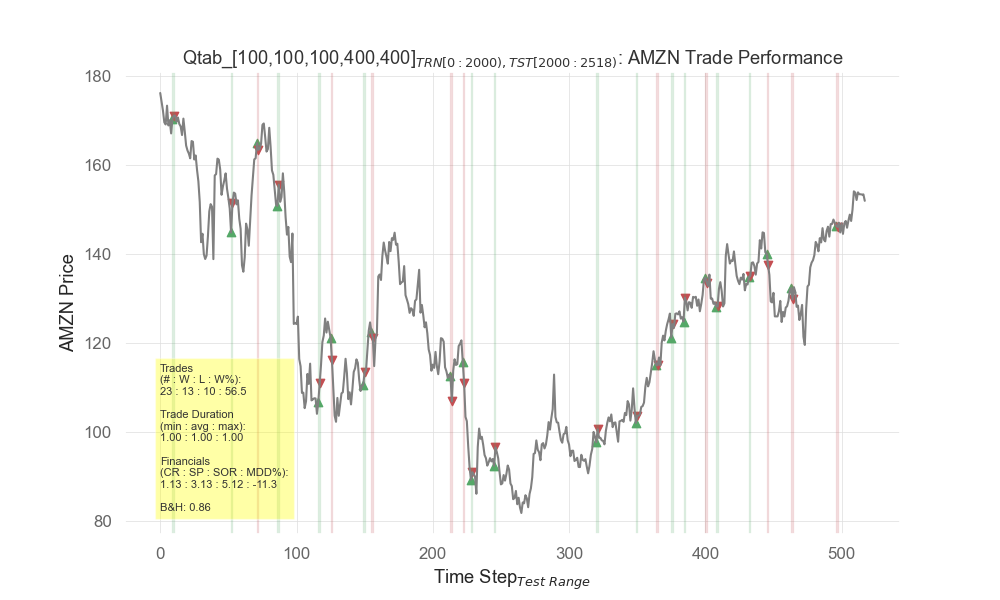 Qtab_[100,100,100,400,400]TRN[0 : 2000), TST[2000 : 2518): AMZN Trade Performance
180
160
140
120
100
80
AMZN Price
Trades
(# : W : L : W%):
23 : 13 : 10 : 56.5
Trade Duration
(min : avg : max):
1.00 : 1.00 : 1.00
Financials
(CR : SP : SOR : MDD%):
1.13 : 3.13 : 5.12 : -11.3
B&H: 0.86
0 100 200 300 400 500
Time StepTest Range